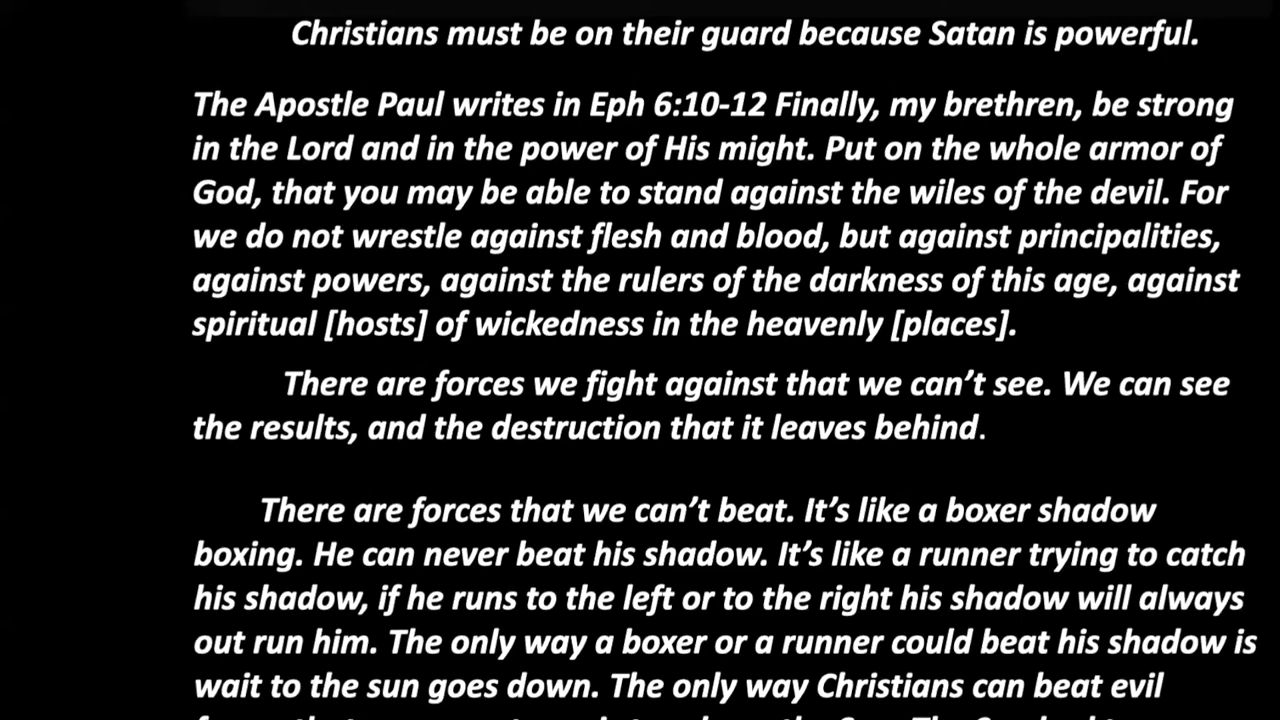 Christians must be on their guard because Satan is powerful.
The Apostle Paul writes in Eph 6:10-12 Finally, my brethren, be strong
in the Lord and in the power of His might. Put on the whole armor of
God, that you may be able to stand against the wiles of the devil. For
we do not wrestle against flesh and blood, but against principalities,
against powers, against the rulers of the darkness of this age, against
spiritual [hosts] of wickedness in the heavenly [places].
There are forces we fight against that we can't see. We can see
the results, and the destruction that it leaves behind.
There are forces that we can't beat. It's like a boxer shadow
boxing. He can never beat his shadow. It's like a runner trying to catch
his shadow, if he runs to the left or to the right his shadow will always
out run him. The only way a boxer or a runner could beat his shadow is
wait to the sun goes down. The only way Christians can beat evil